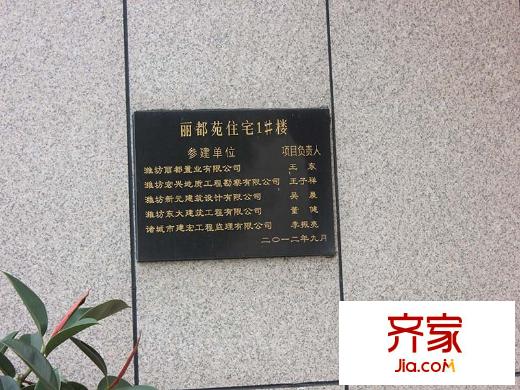 丽都苑住宅1#楼
参建单位 项目负责人
潍坊丽都置业有限公司 王东
潍坊宏兴地质工程勘察有限公司 王子祥
潍坊新元建筑设计有限公司 吴晨
潍坊东大建筑工程有限公司 董健
诸城市建宏工程监理有限公司 李振亮
二〇一二年九月
齐家
Jia.com